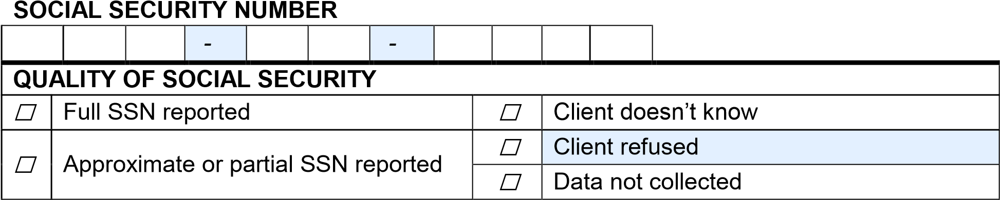 SOCIAL SECURITY NUMBER
- -
QUALITY OF SOCIAL SECURITY
Full SSN reported
Client doesn’t know
Approximate or partial SSN reported
Client refused
Data not collected